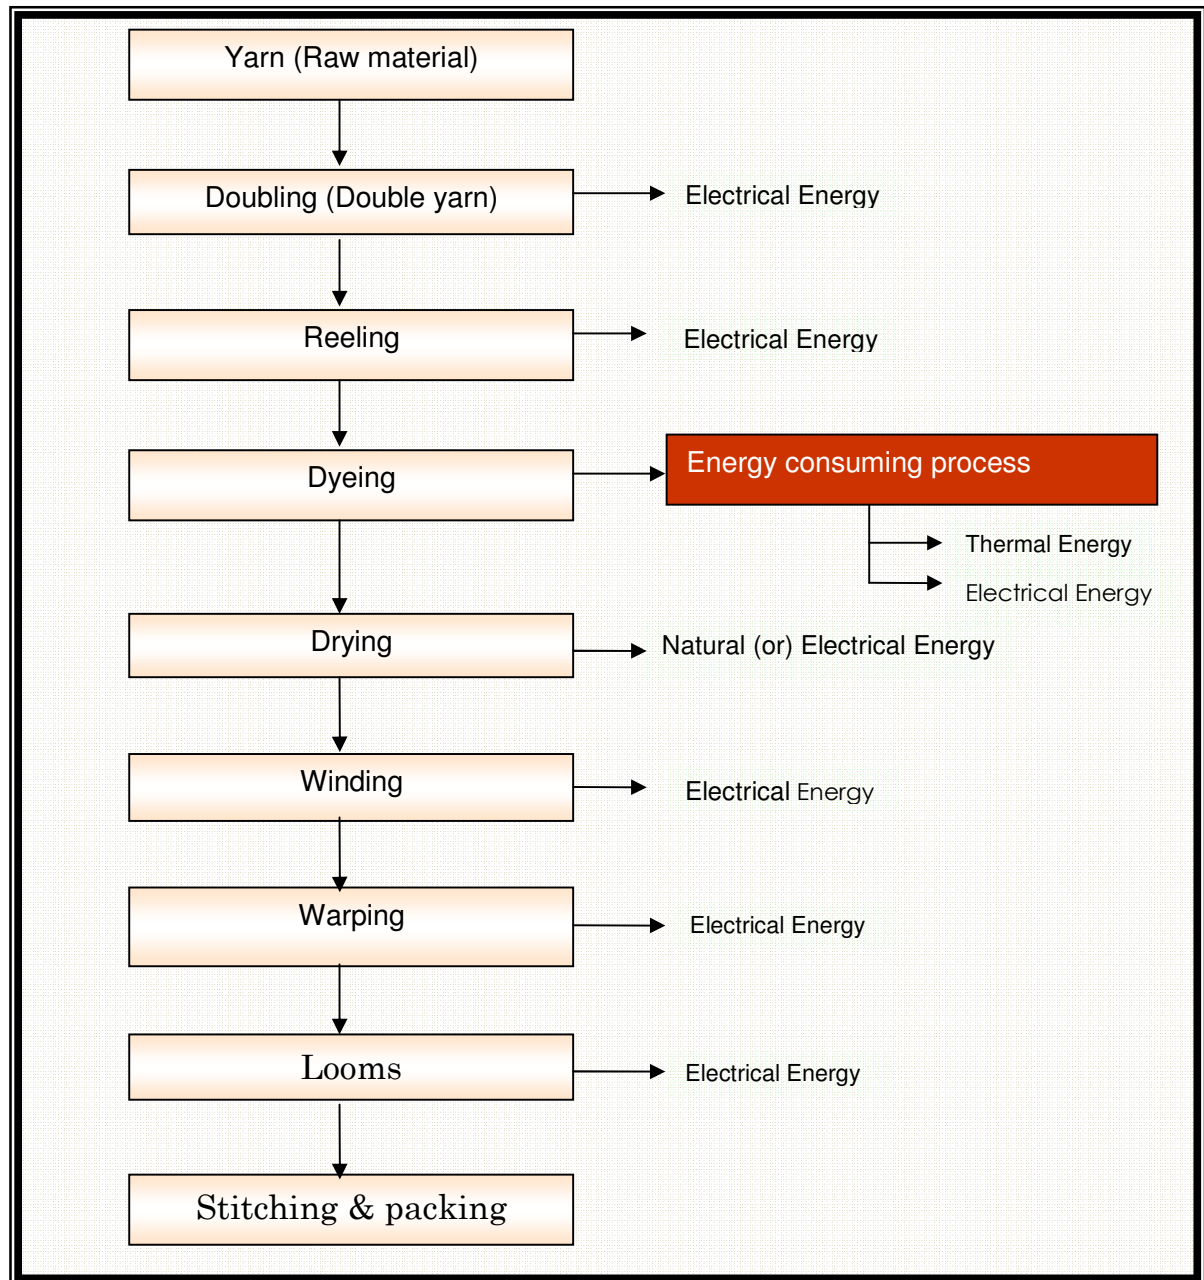 Yarn (Raw material)
Doubling (Double yarn)
Electrical Energy
Reeling
Electrical Energy
Dyeing
Energy consuming process
Thermal Energy
Electrical Energy
Drying
Natural (or) Electrical Energy
Winding
Electrical Energy
Warping
Electrical Energy
Looms
Electrical Energy
Stitching & packing